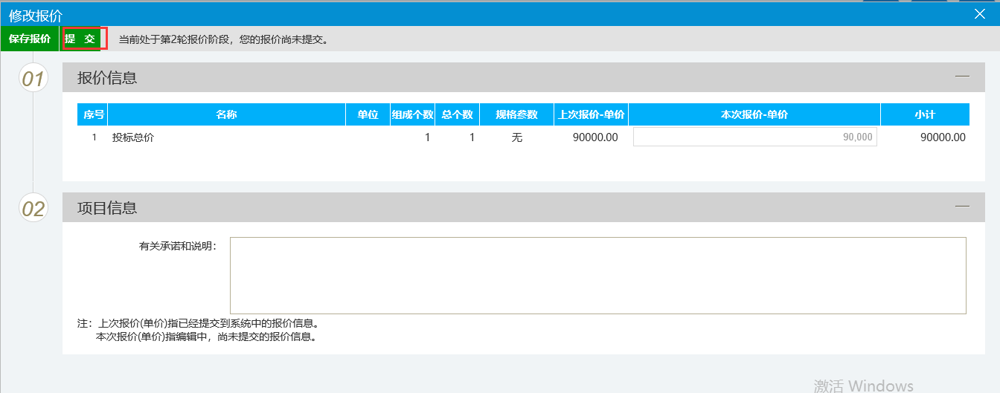 修改报价
保存报价 提 交 当前处于第2轮报价阶段，您的报价尚未提交。
01 报价信息
序号 名称 单位 组成个数 总个数 规格参数 上次报价-单价 本次报价-单价 小计
1 投标总价 1 1 无 90000.00 90,000 90000.00
02 项目信息
有关承诺和说明：
注：上次报价(单价)指已经提交到系统中的报价信息。
本次报价(单价)指编辑中，尚未提交的报价信息。
激活 Windows